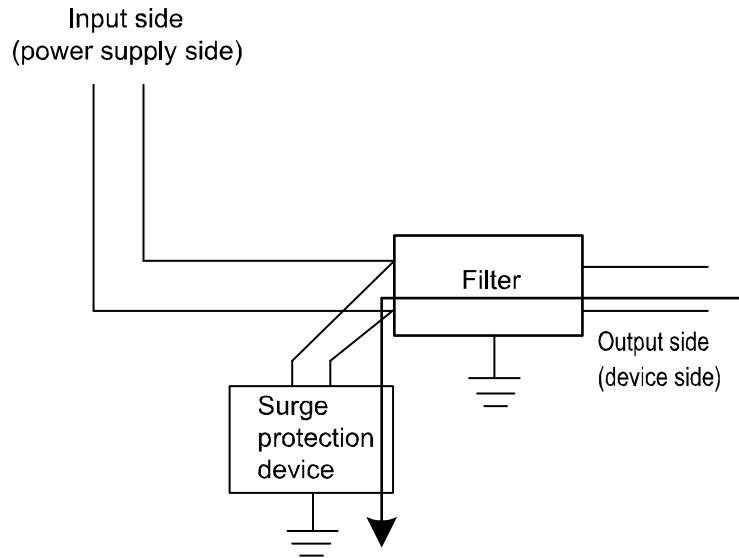 Input side
(power supply side)
Filter
Output side
(device side)
Surge
protection
device